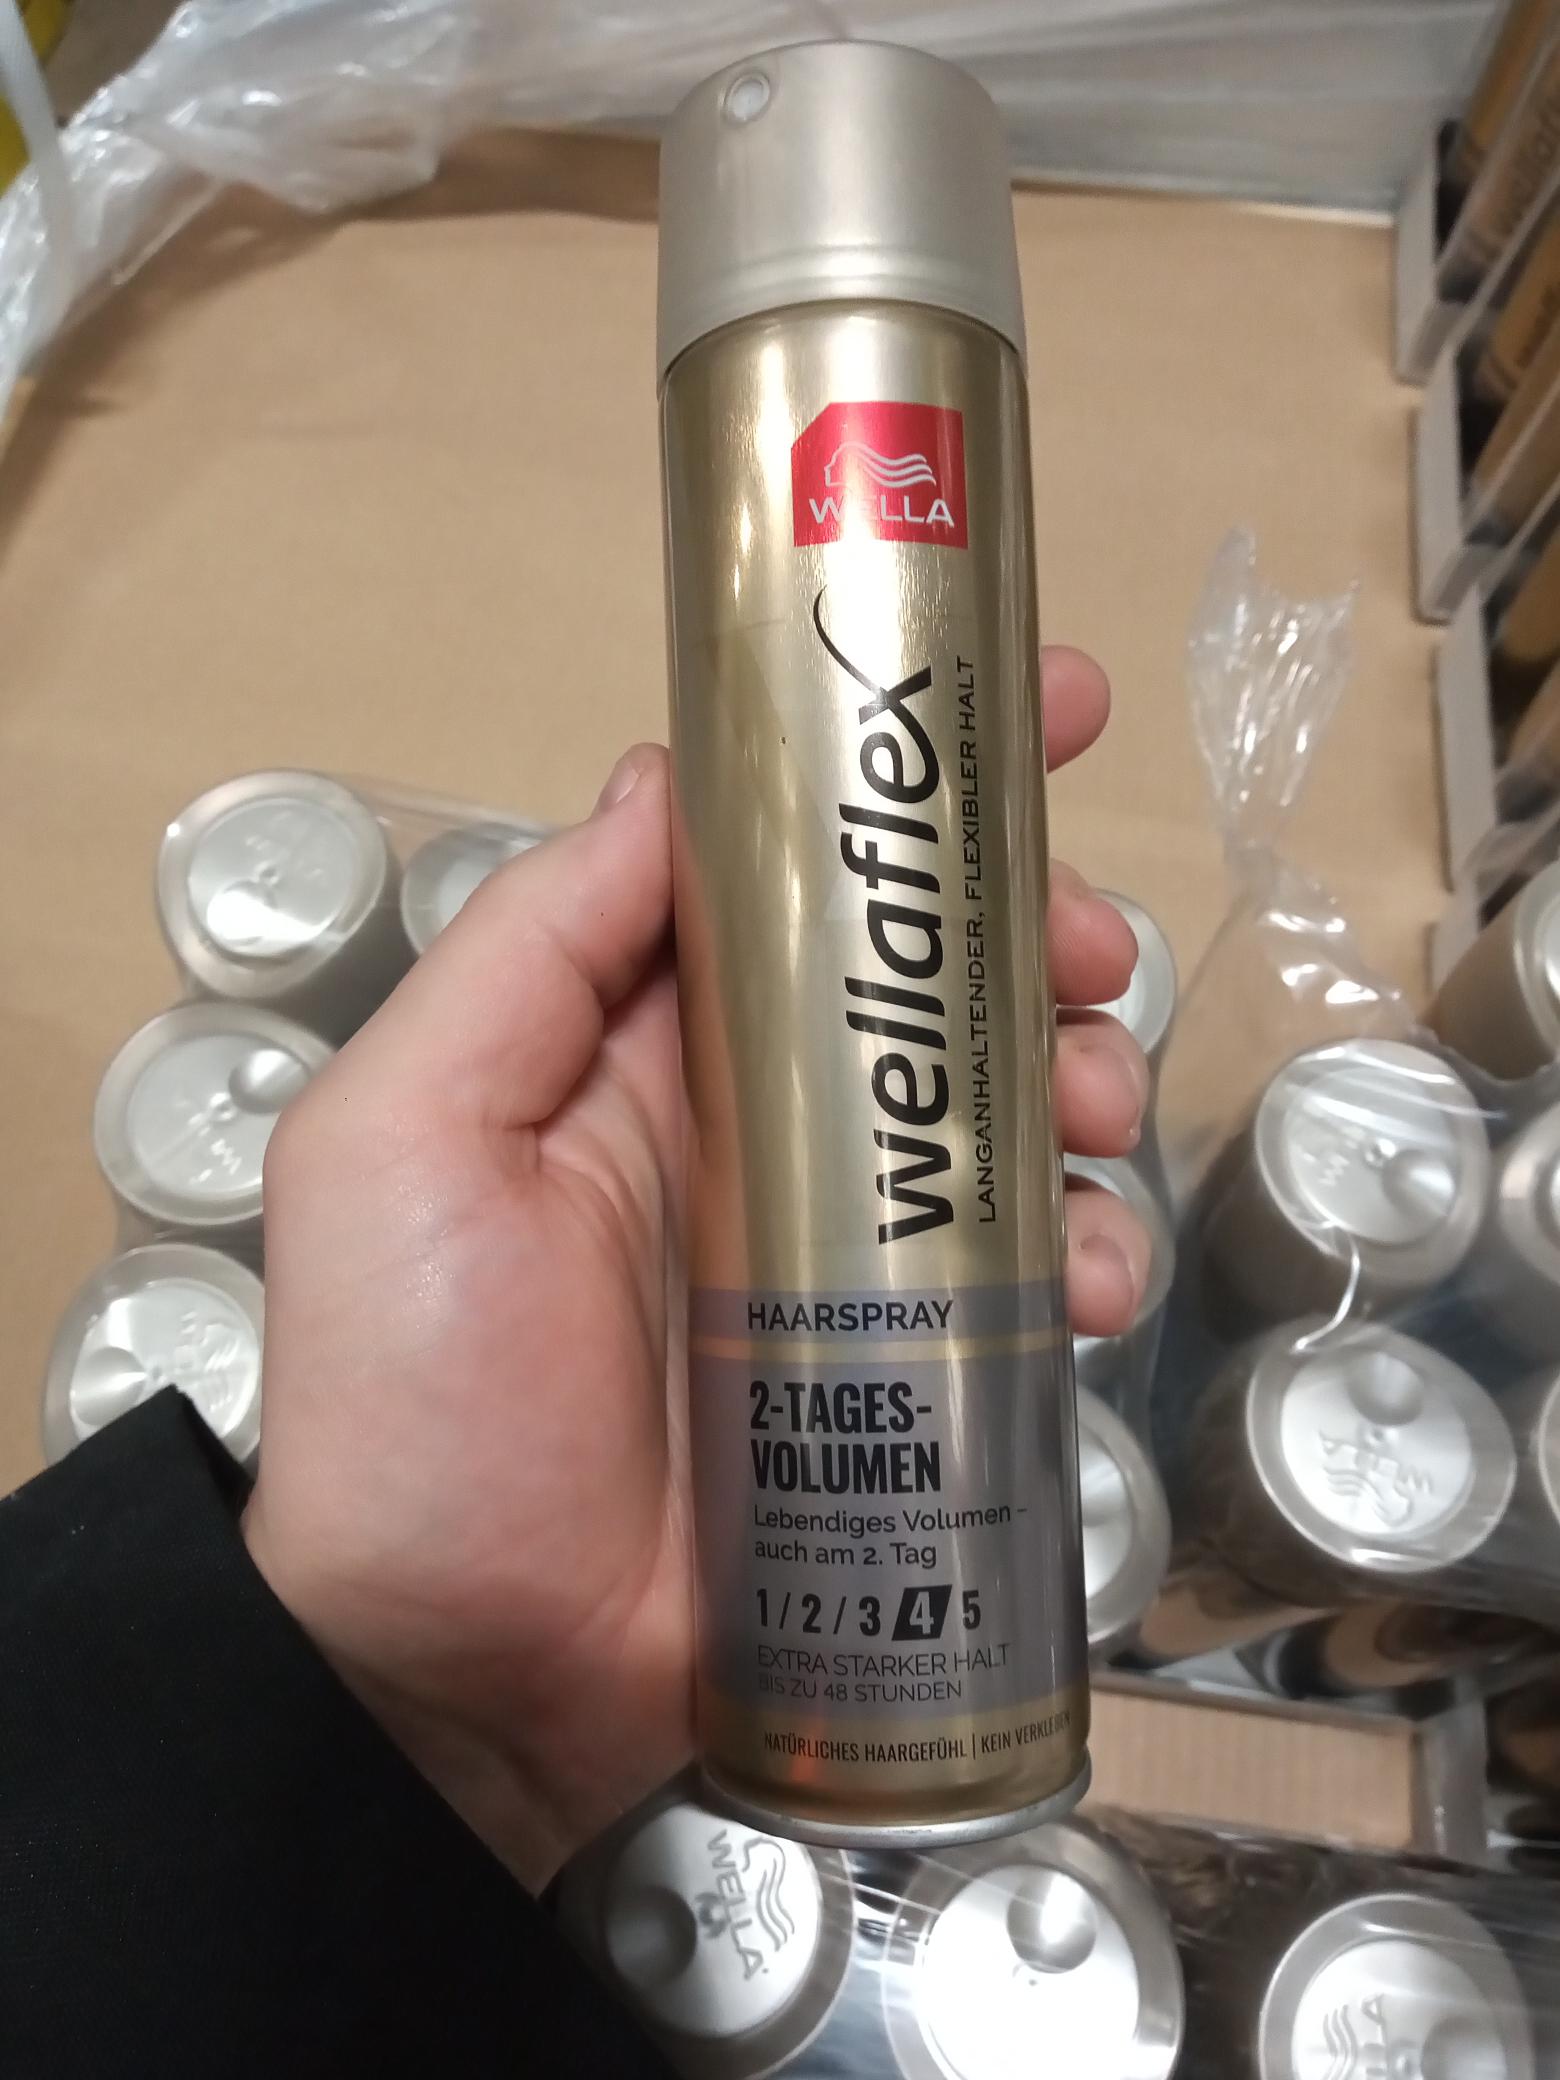 WELLA
wellaflex
LANGANHALTENDER, FLEXIBLER HALT
HAARSPRAY
2-TAGES-
VOLUMEN
Lebendiges Volumen –
auch am 2. Tag
1 / 2 / 3 4 5
EXTRA STARKER HALT
BIS ZU 48 STUNDEN
NATÜRLICHES HAARGEFÜHL | KEIN VERKLEBEN
WELLA